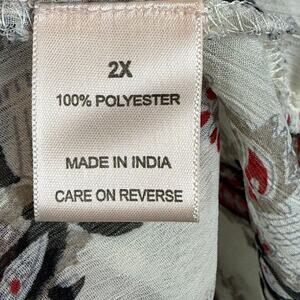 2X
100% POLYESTER
MADE IN INDIA
CARE ON REVERSE